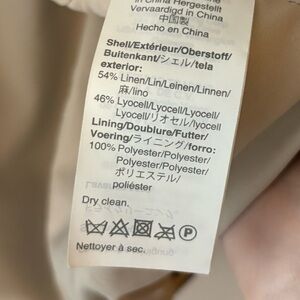 in China Hergestellt
Vervaardigd in China
中国製
Hecho en China
Shell/Extérieur/Oberstoff/
Buitenkant/シェル/tela
exterior:
54% Linen/Lin/Leinen/Linnen/
麻/lino
46% Lyocell/Lyocell/Lyocell/
Lyocell/リオセル/lyocell
Lining/Doublure/Futter/
Voering/ライニング/forro:
100% Polyester/Polyester/
Polyester/Polyester/
ポリエステル/
poliéster
Dry clean.
P
Nettoyer à sec.